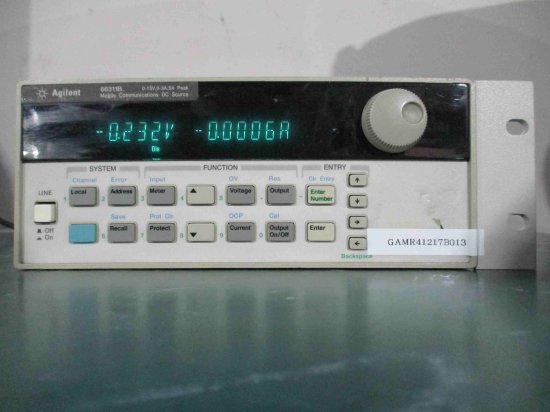 Agilent
66311B 0-15V,0-3A,5A Peak
Mobile Communications DC Source
-0.232V -0.0006A
Dis
SYSTEM FUNCTION ENTRY
Channel Error Input OV Res Clr Entry
LINE
1 Local 2 Address 3 Meter 4 ▲ 5 Voltage - Output - Enter Number ↑
↓
Save Prot Clr OCP Cal
Off
On
6 Recall 7 Protect 8 ▼ 9 Current 0 Output On/Off Enter →
←
Backspace
GAMR41217B013